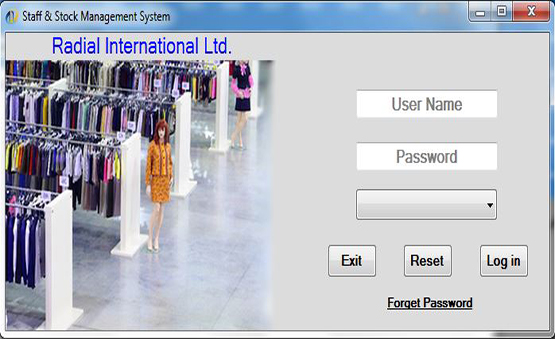 Staff & Stock Management System
Radial International Ltd.
User Name
Password
Exit
Reset
Log in
Forget Password